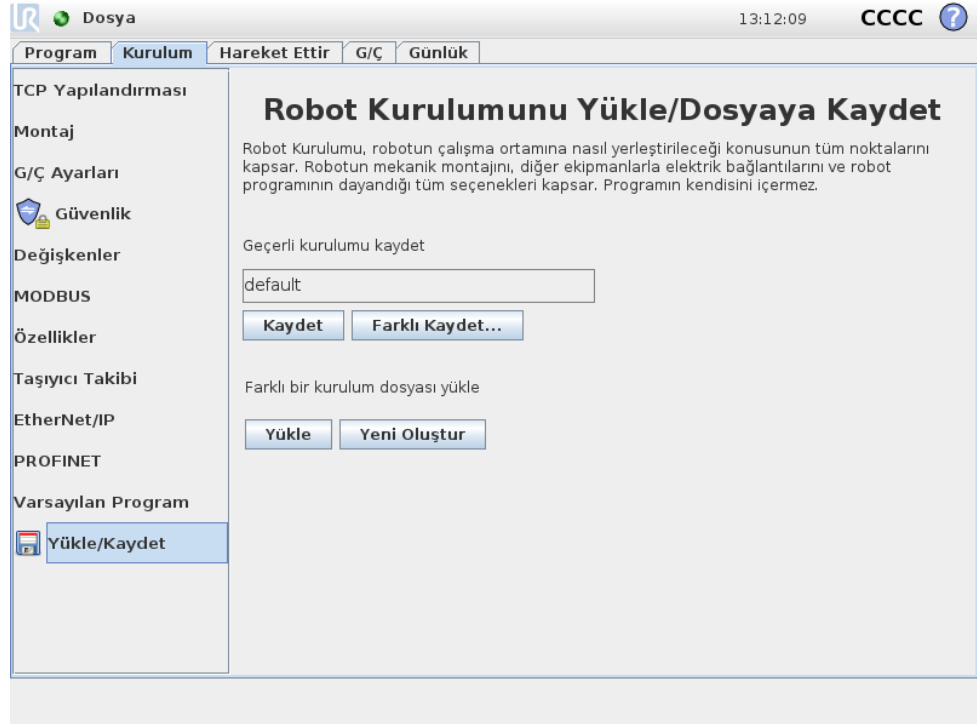 UR Dosya 13:12:09 CCCC ?
Program Kurulum Hareket Ettir G/Ç Günlük
TCP Yapılandırması
Montaj
G/Ç Ayarları
Güvenlik
Değişkenler
MODBUS
Özellikler
Taşıyıcı Takibi
EtherNet/IP
PROFINET
Varsayılan Program
Yükle/Kaydet
Robot Kurulumunu Yükle/Dosyaya Kaydet
Robot Kurulumu, robotun çalışma ortamına nasıl yerleştirileceği konusunun tüm noktalarını
kapsar. Robotun mekanik montajını, diğer ekipmanlarla elektrik bağlantılarını ve robot
programının dayandığı tüm seçenekleri kapsar. Programın kendisini içermez.
Geçerli kurulumu kaydet
default
Kaydet Farklı Kaydet...
Farklı bir kurulum dosyası yükle
Yükle Yeni Oluştur